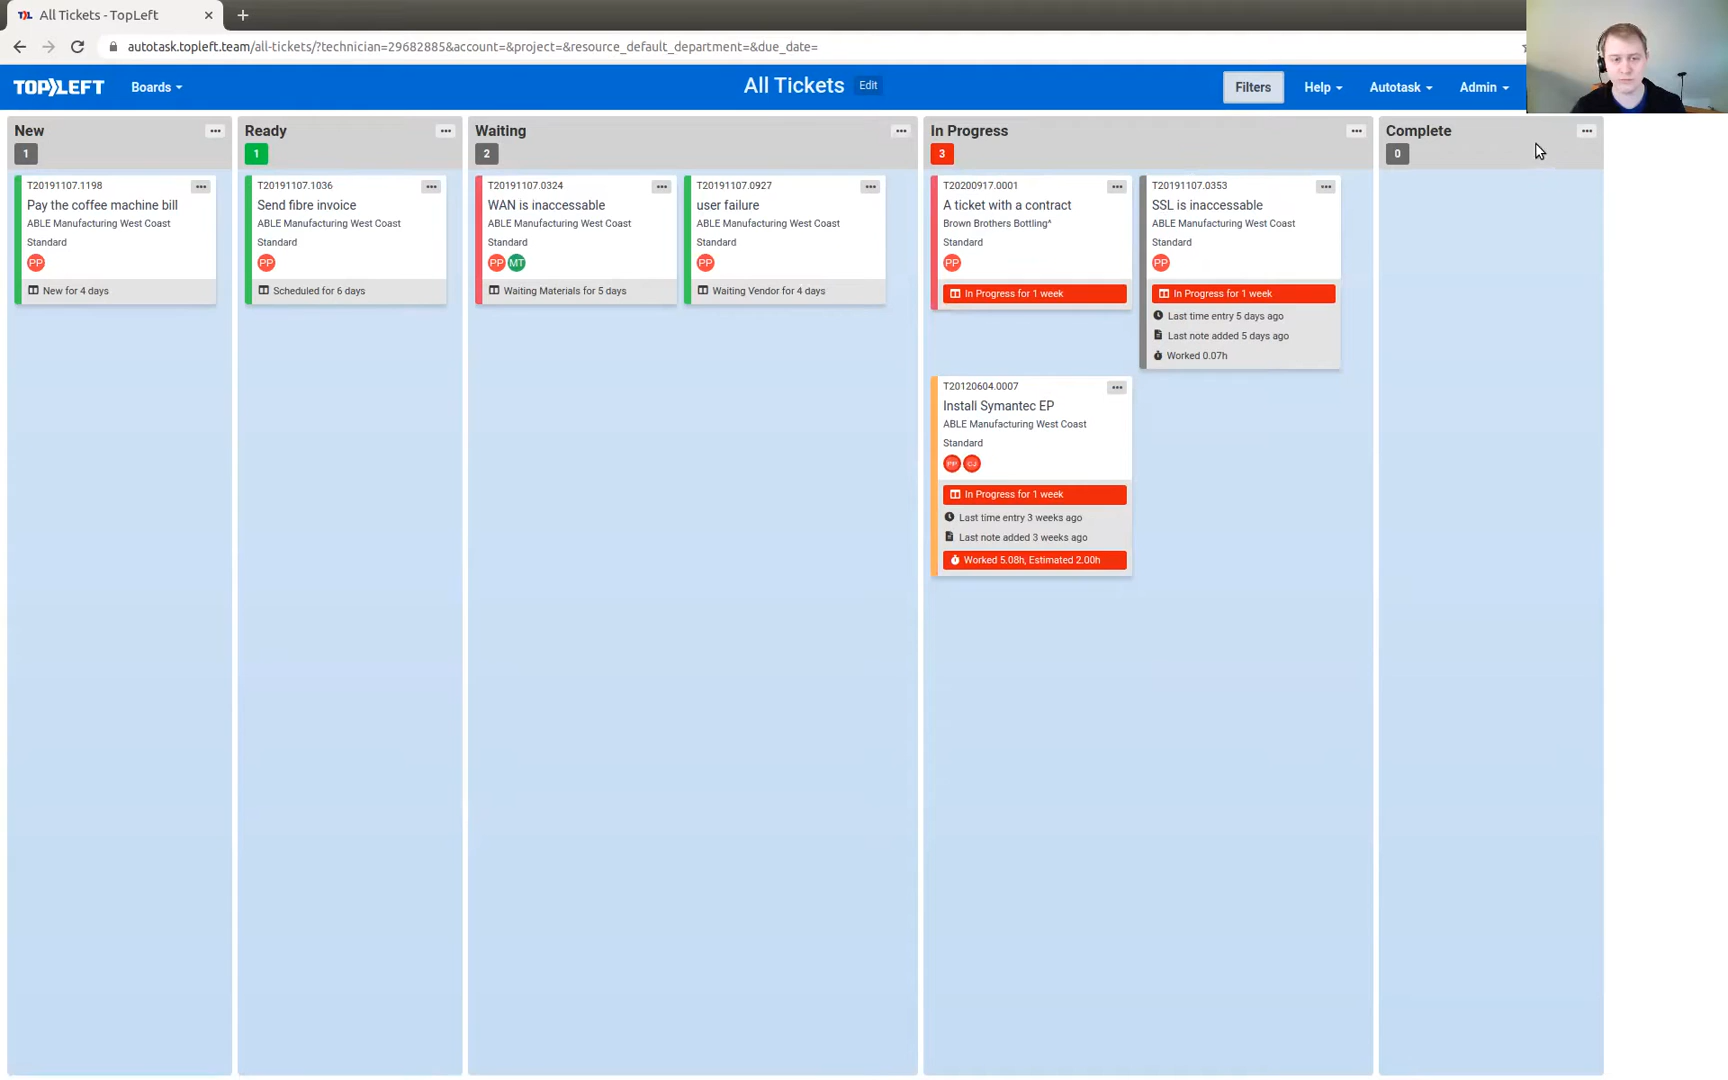 All Tickets - TopLeft
autotask.topleft.team/all-tickets/?technician=29682885&account=&project=&resource_default_department=&due_date=
TOPLEFT
Boards
All Tickets
Edit
Filters
Help
Autotask
Admin
New
1
T20191107.1198
Pay the coffee machine bill
ABLE Manufacturing West Coast
Standard
PP
New for 4 days
Ready
1
T20191107.1036
Send fibre invoice
ABLE Manufacturing West Coast
Standard
PP
Scheduled for 6 days
Waiting
2
T20191107.0324
WAN is inaccessable
ABLE Manufacturing West Coast
Standard
PP MT
Waiting Materials for 5 days
T20191107.0927
user failure
ABLE Manufacturing West Coast
Standard
PP
Waiting Vendor for 4 days
In Progress
3
T20200917.0001
A ticket with a contract
Brown Brothers Bottling^
Standard
PP
In Progress for 1 week
T20191107.0353
SSL is inaccessable
ABLE Manufacturing West Coast
Standard
PP
In Progress for 1 week
Last time entry 5 days ago
Last note added 5 days ago
Worked 0.07h
T20120604.0007
Install Symantec EP
ABLE Manufacturing West Coast
Standard
PP CJ
In Progress for 1 week
Last time entry 3 weeks ago
Last note added 3 weeks ago
Worked 5.08h, Estimated 2.00h
Complete
0